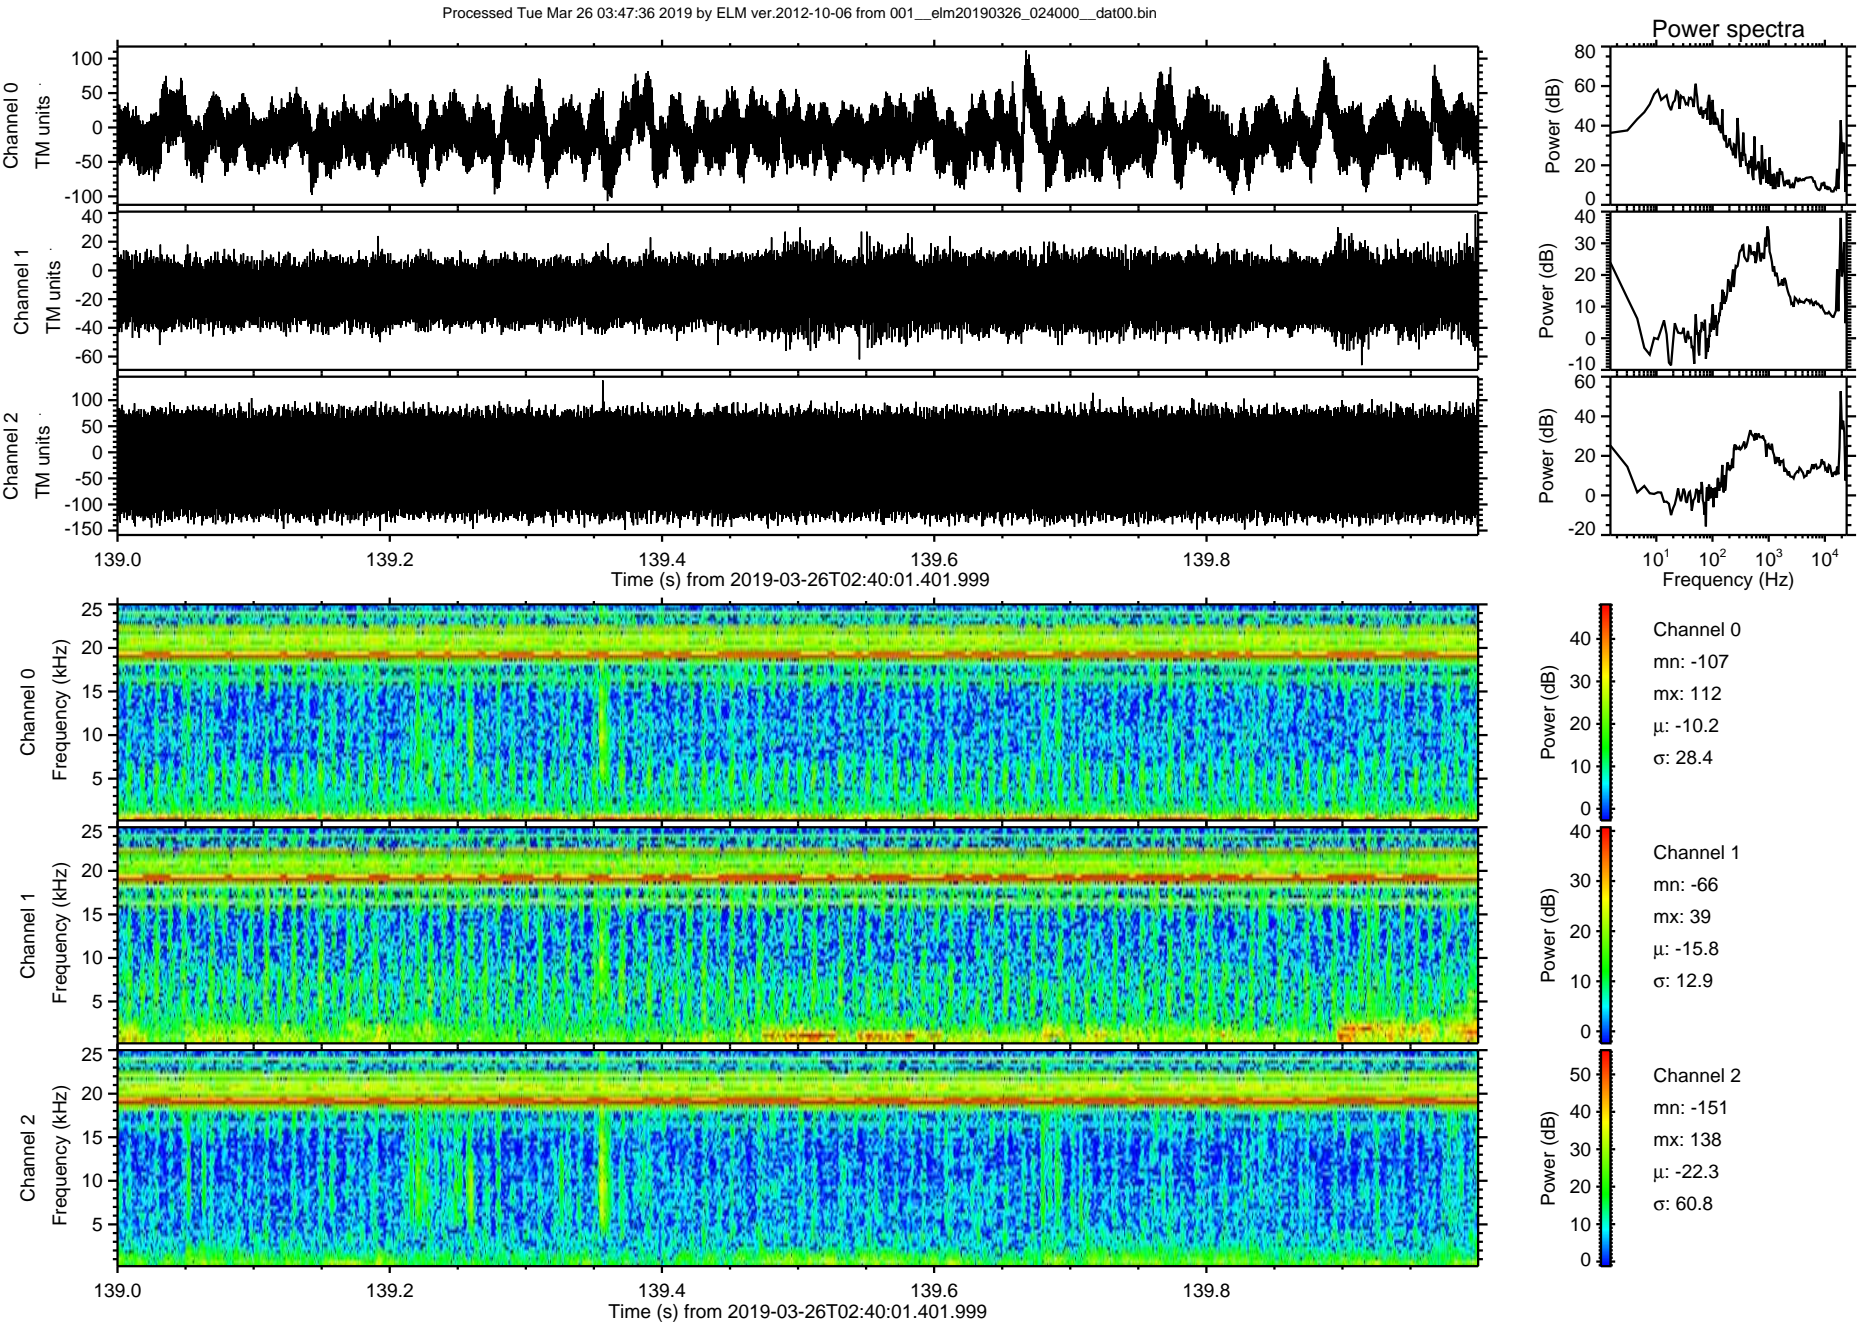 Processed Tue Mar 26 03:47:36 2019 by ELM ver.2012-10-06 from 001__elm20190326_024000__dat00.bin
Power spectra
Channel 0
TM units
100
50
0
-50
-100
Power (dB)
80
60
40
20
0
Channel 1
TM units
40
20
0
-20
-40
-60
Power (dB)
40
30
20
10
0
-10
Channel 2
TM units
100
50
0
-50
-100
-150
Power (dB)
60
40
20
0
-20
139.0 139.2 139.4 139.6 139.8
Time (s) from 2019-03-26T02:40:01.401.999
10^1 10^2 10^3 10^4
Frequency (Hz)
Channel 0
Frequency (kHz)
25
20
15
10
5
Power (dB)
40
30
20
10
0
Channel 0
mn: -107
mx: 112
μ: -10.2
σ: 28.4
Channel 1
Frequency (kHz)
25
20
15
10
5
Power (dB)
40
30
20
10
0
Channel 1
mn: -66
mx: 39
μ: -15.8
σ: 12.9
Channel 2
Frequency (kHz)
25
20
15
10
5
Power (dB)
50
40
30
20
10
0
Channel 2
mn: -151
mx: 138
μ: -22.3
σ: 60.8
139.0 139.2 139.4 139.6 139.8
Time (s) from 2019-03-26T02:40:01.401.999